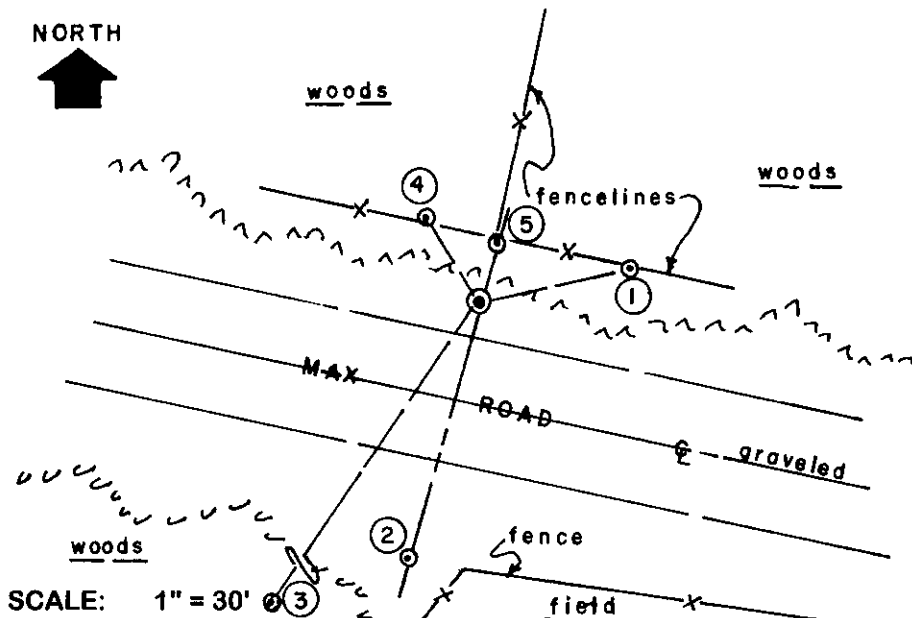 NORTH
woods
woods
4
fencelines
5
1
MAX ROAD
℄ graveled
2
fence
woods
SCALE: 1" = 30'
3
field